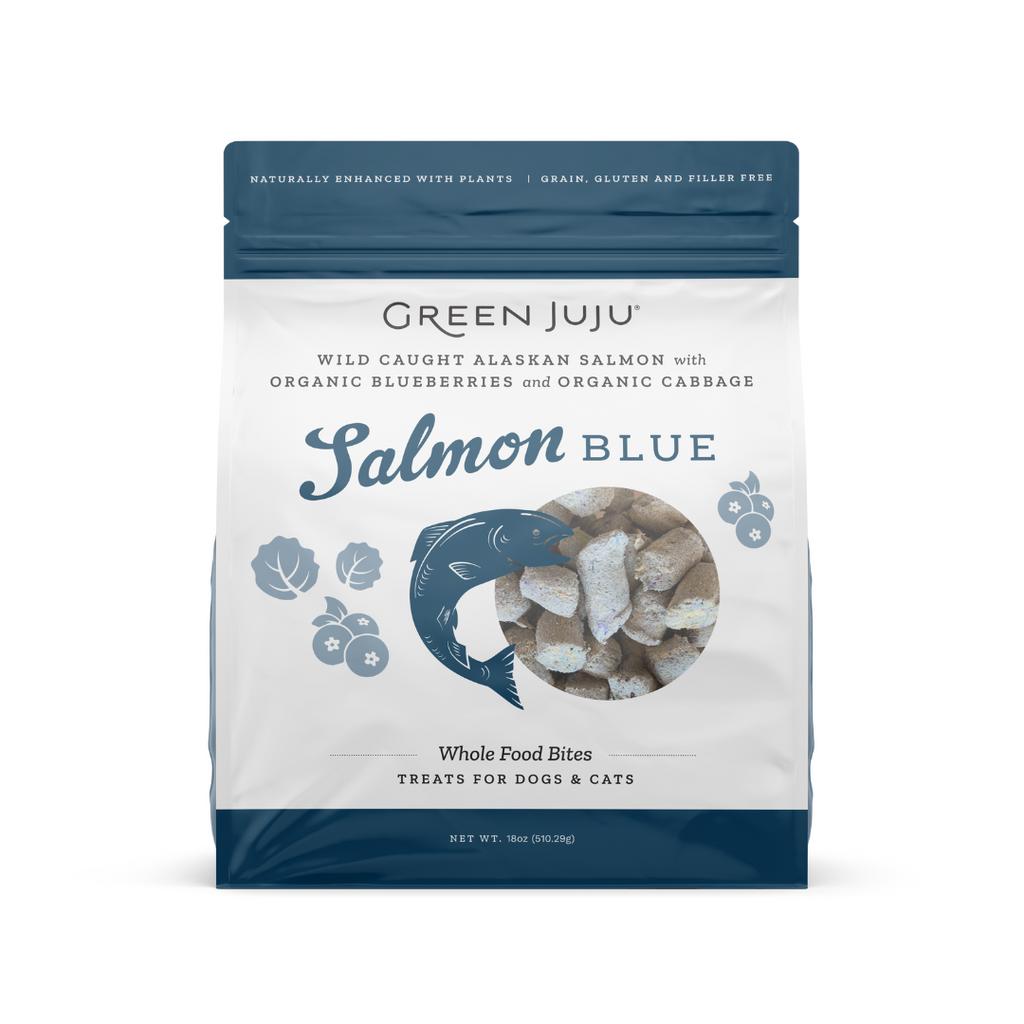 NATURALLY ENHANCED WITH PLANTS | GRAIN, GLUTEN AND FILLER FREE
GREEN JUJU®
WILD CAUGHT ALASKAN SALMON with
ORGANIC BLUEBERRIES and ORGANIC CABBAGE
Salmon BLUE
Whole Food Bites
TREATS FOR DOGS & CATS
NET WT. 18oz (510.29g)